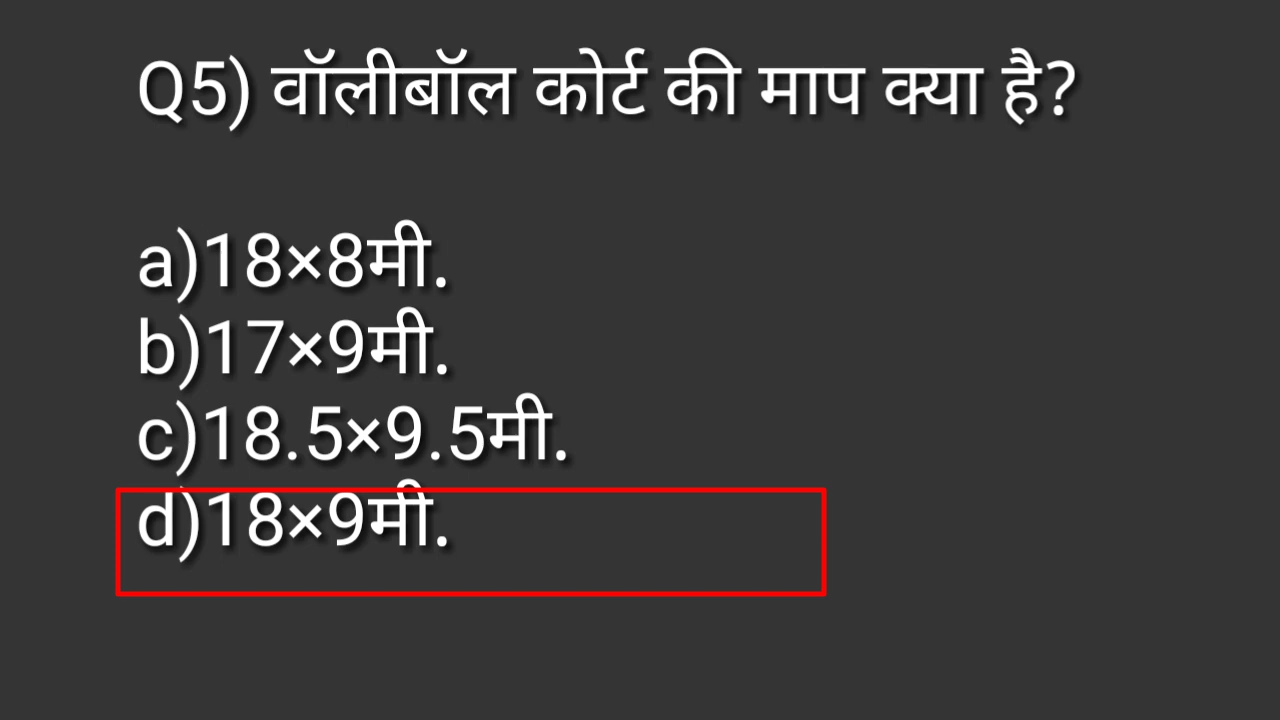 Q5) वॉलीबॉल कोर्ट की माप क्या है?
a)18×8मी.
b)17×9मी.
c)18.5×9.5मी.
d)18×9मी.